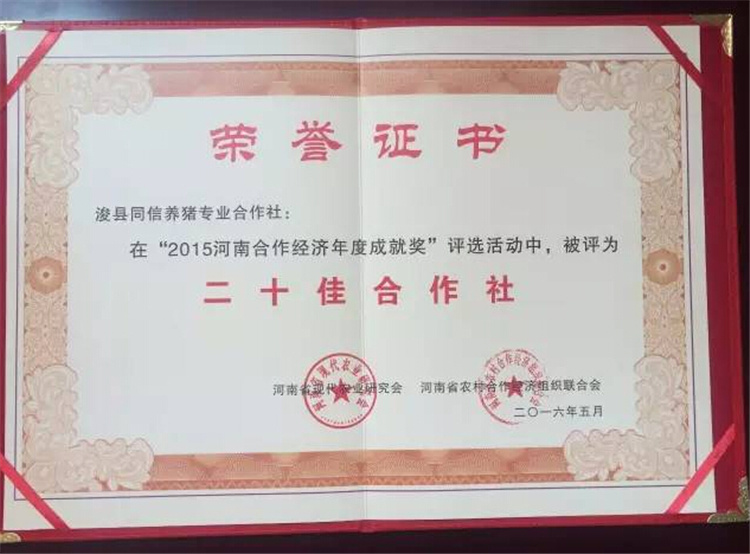 荣誉证书
浚县同信养猪专业合作社：
在“2015河南合作经济年度成就奖”评选活动中，被评为
二十佳合作社
河南省现代农业研究会 河南省农村合作经济组织联合会
二〇一六年五月